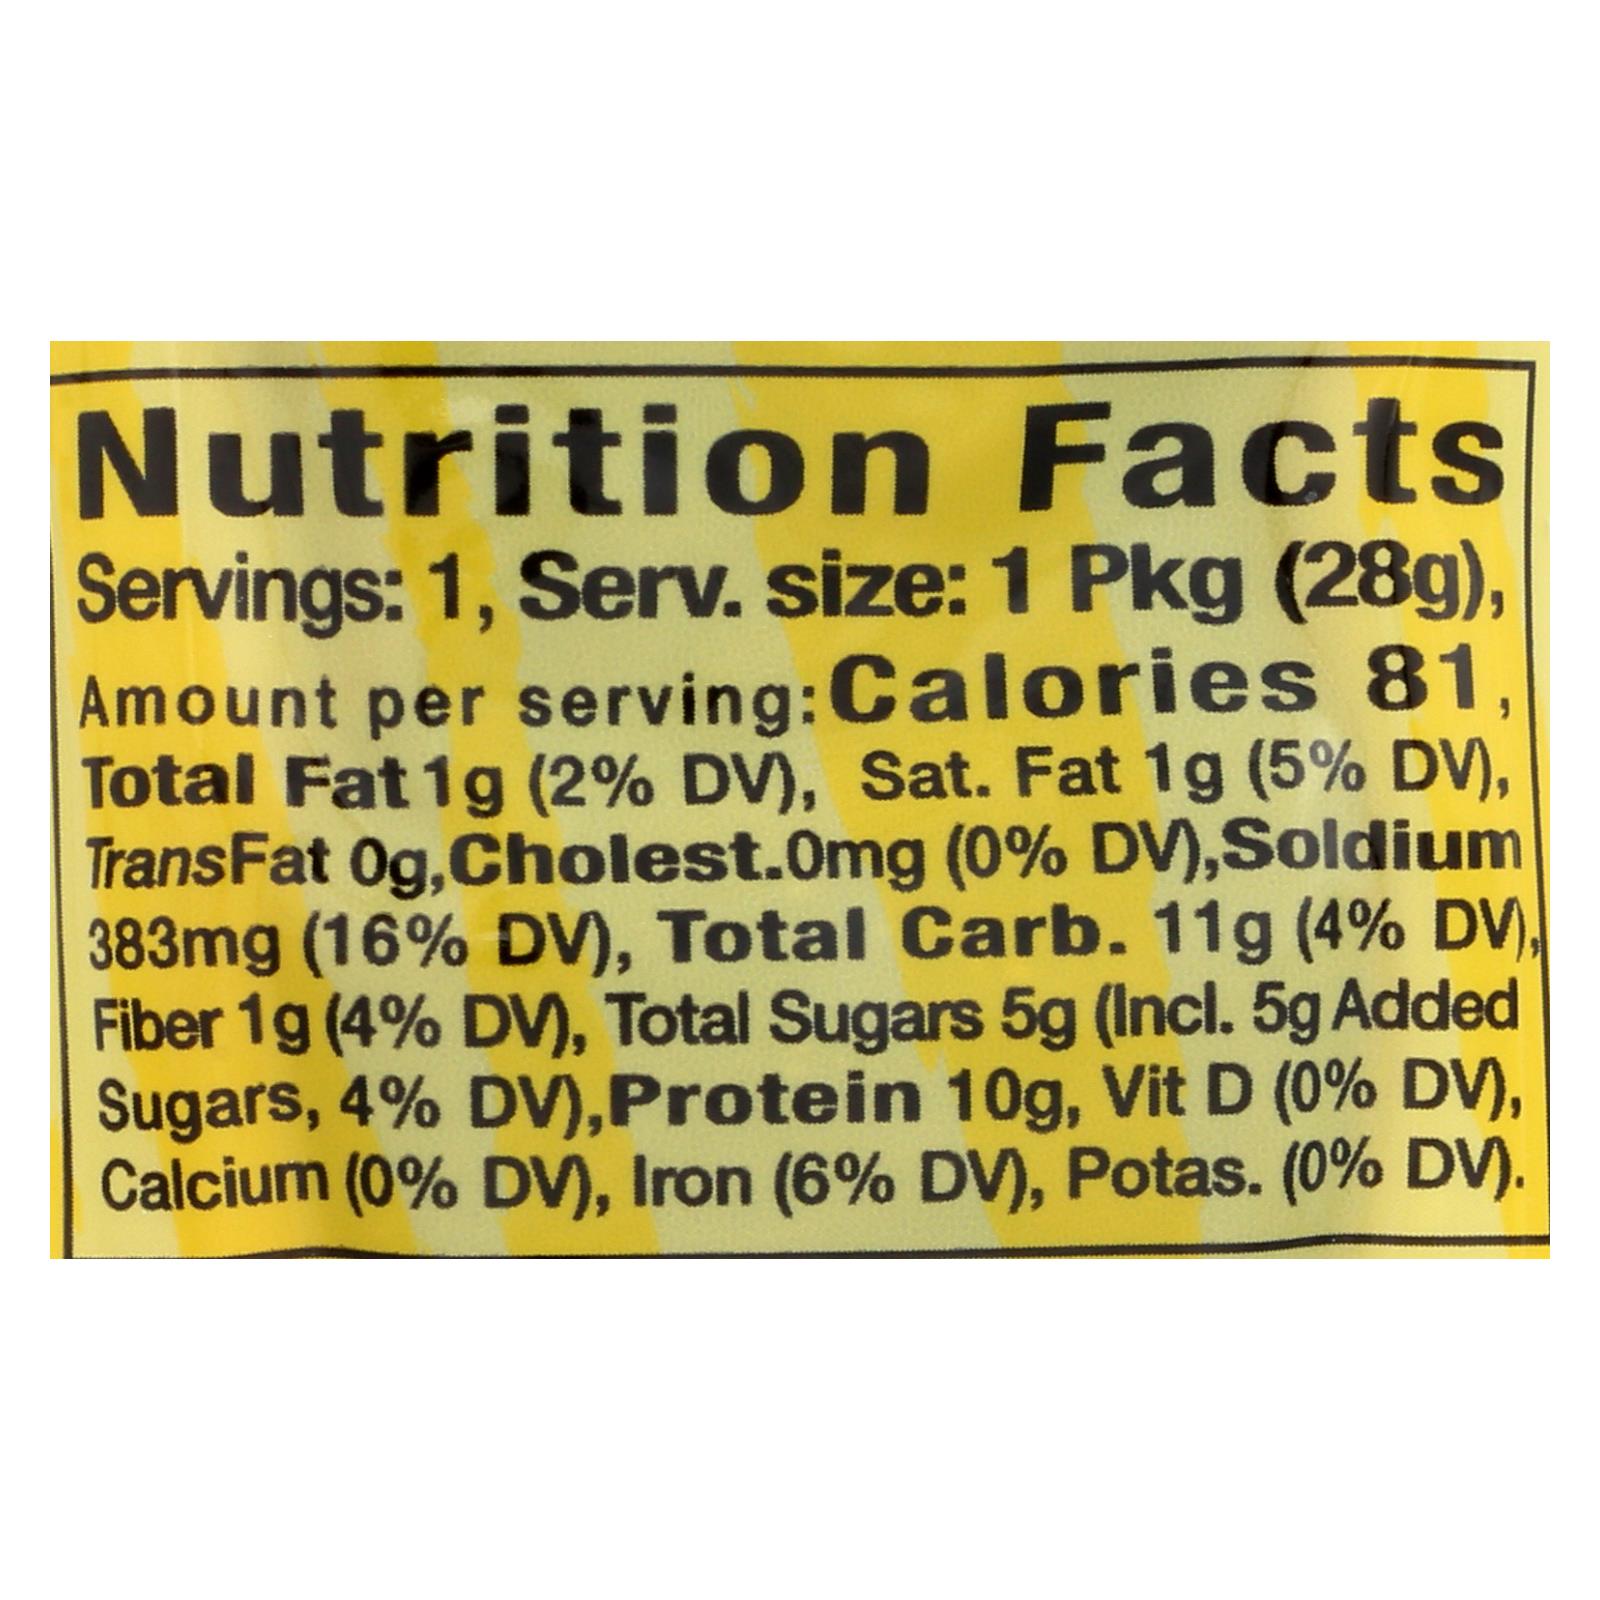 Nutrition Facts
Servings: 1, Serv. size: 1 Pkg (28g),
Amount per serving: Calories 81,
Total Fat 1g (2% DV), Sat. Fat 1g (5% DV),
Trans Fat 0g, Cholest. 0mg (0% DV), Soldium
383mg (16% DV), Total Carb. 11g (4% DV),
Fiber 1g (4% DV), Total Sugars 5g (Incl. 5g Added
Sugars, 4% DV), Protein 10g, Vit D (0% DV),
Calcium (0% DV), Iron (6% DV), Potas. (0% DV).